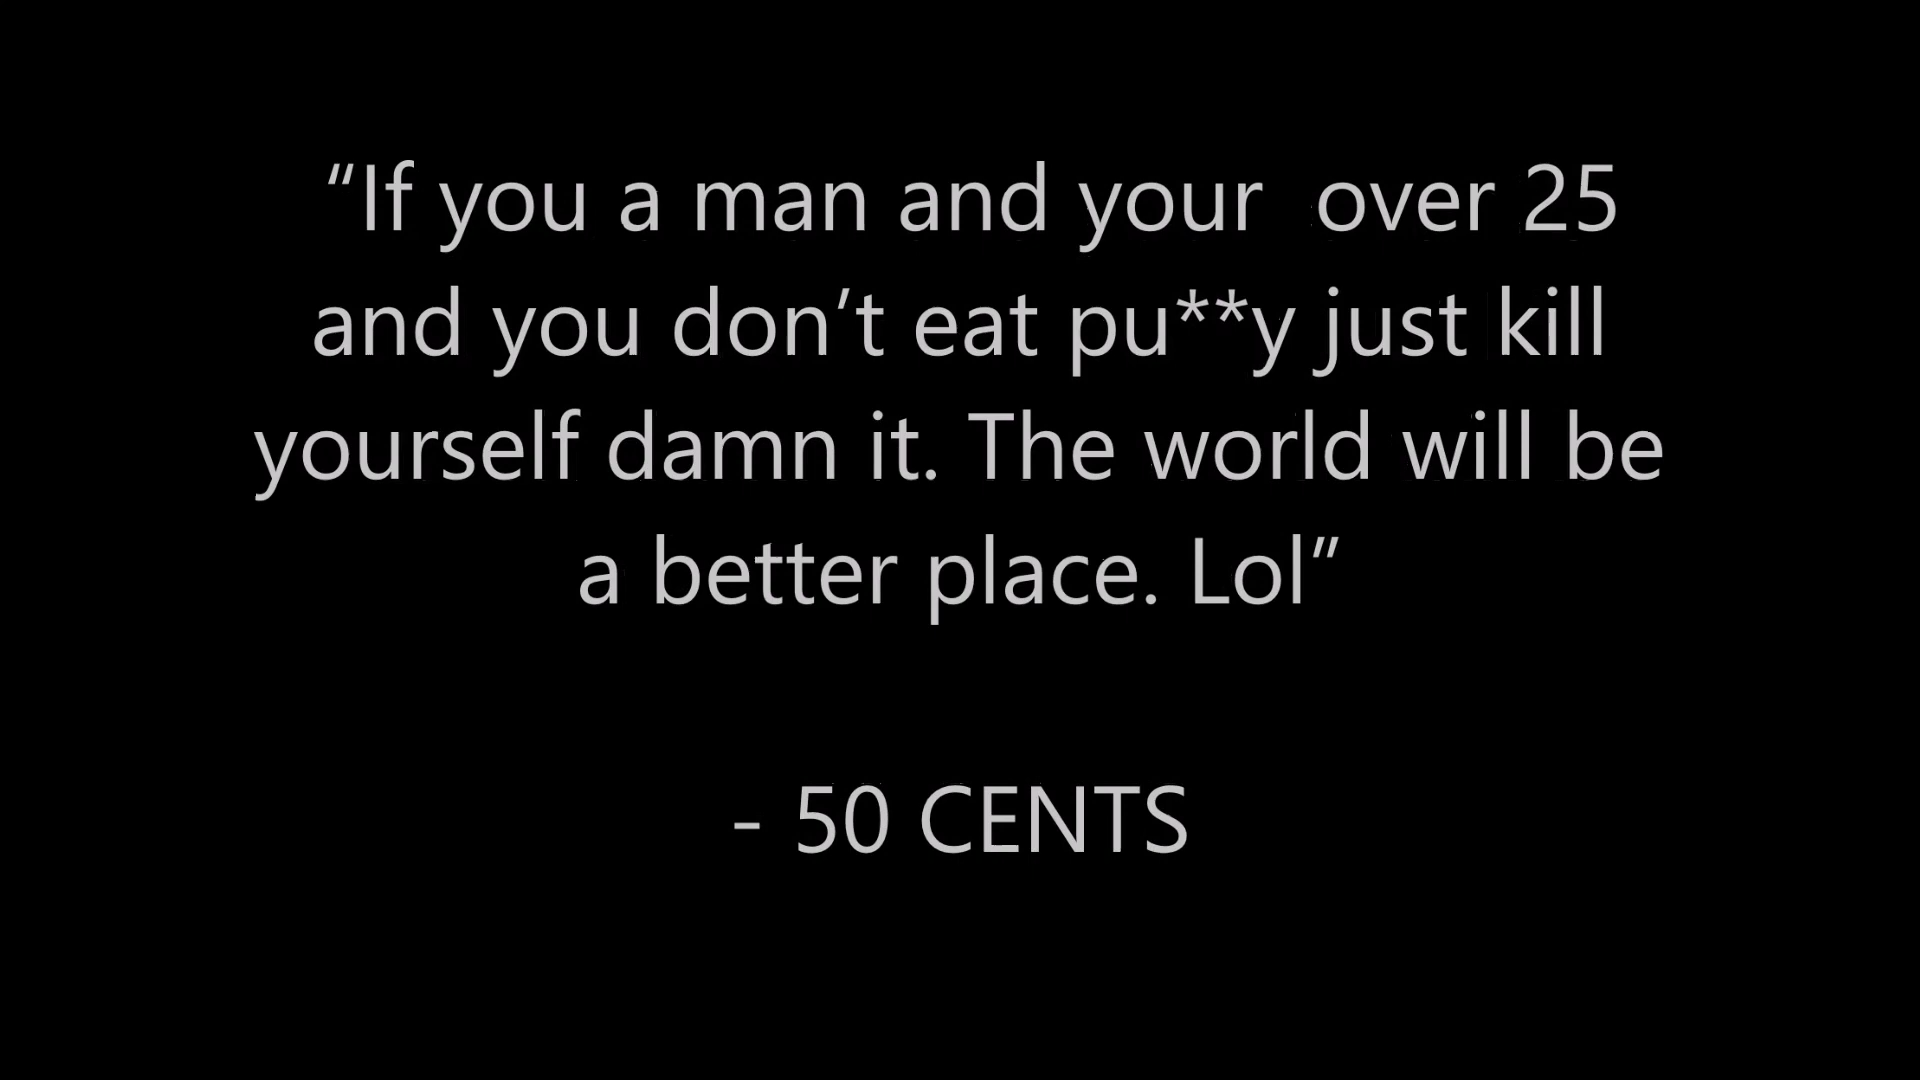 “If you a man and your  over 25
and you don’t eat pu**y just kill
yourself damn it. The world will be
a better place. Lol”
- 50 CENTS